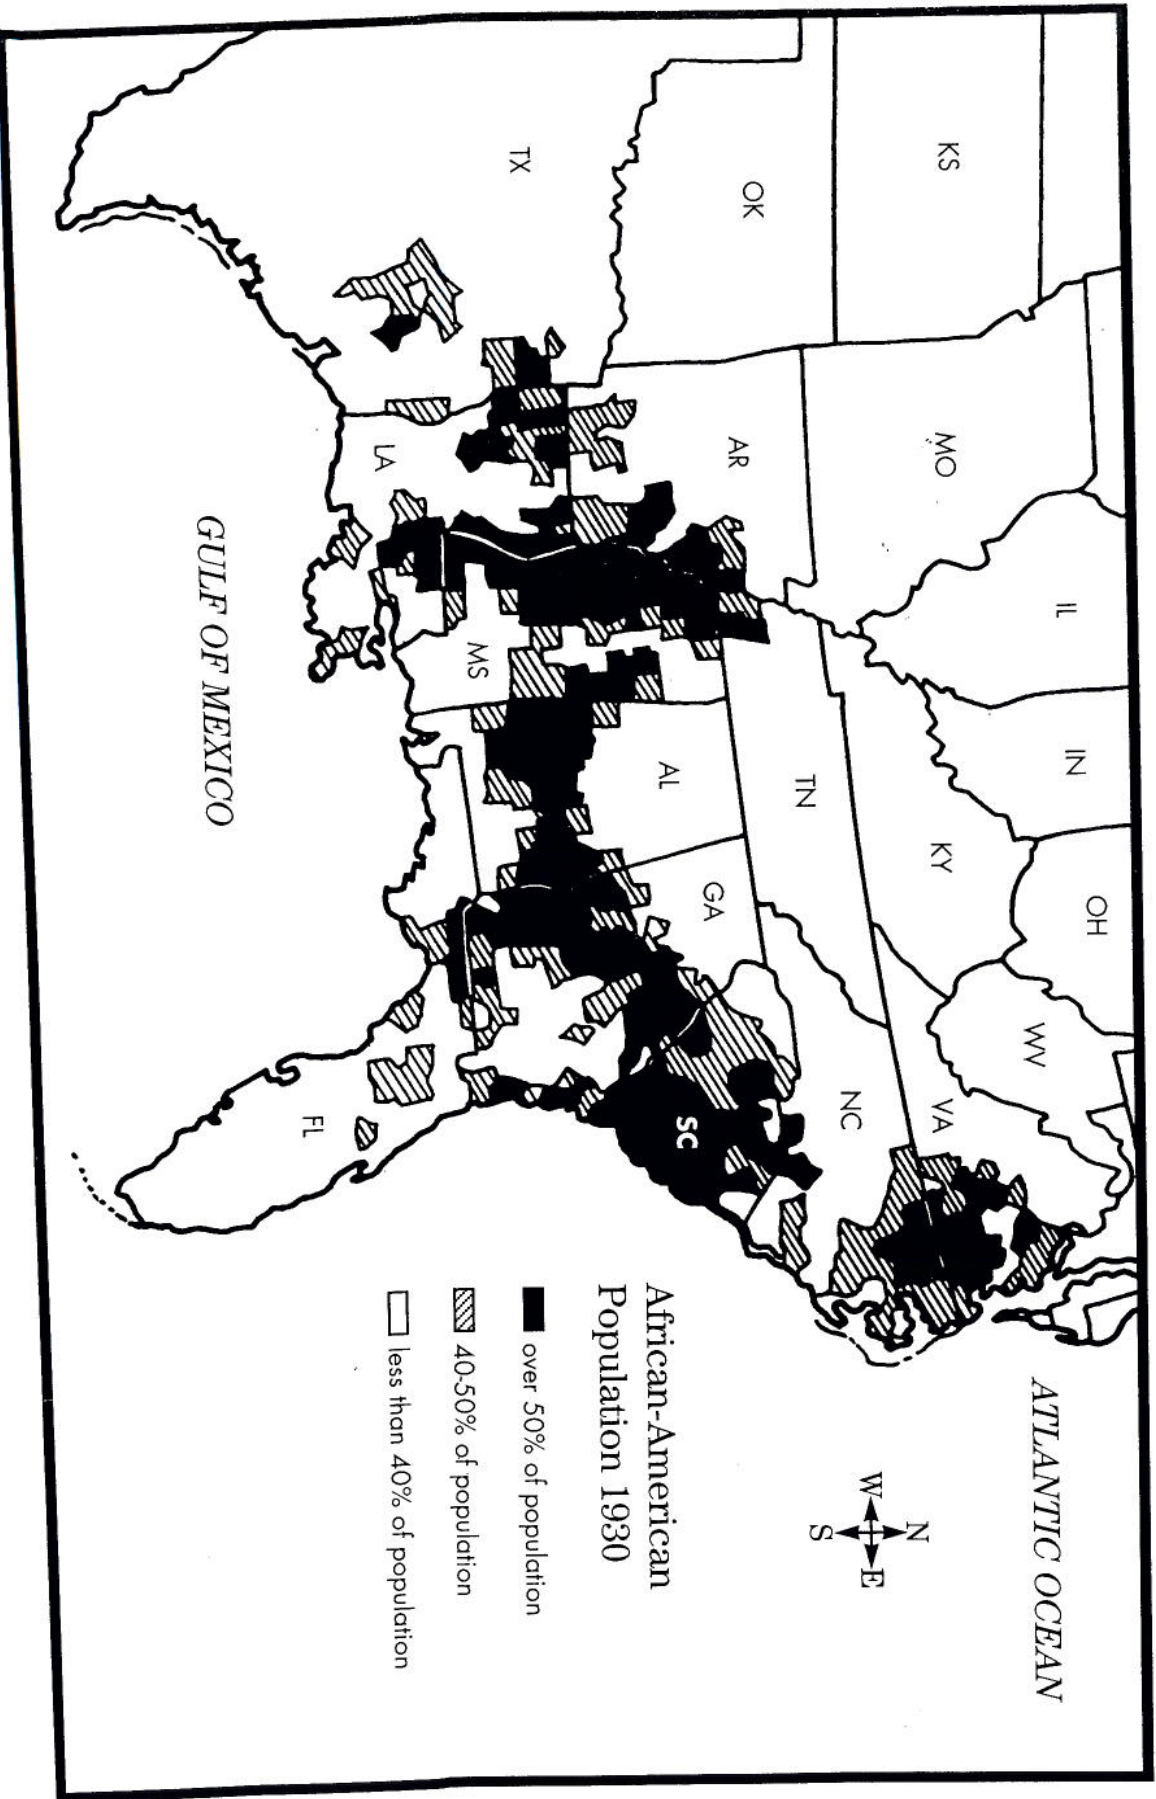 KS
MO
IL
IN
OH
WV
VA
KY
OK
AR
TN
NC
TX
LA
MS
AL
GA
SC
FL
GULF OF MEXICO
ATLANTIC OCEAN
N
W
E
S
African-American
Population 1930
over 50% of population
40-50% of population
less than 40% of population